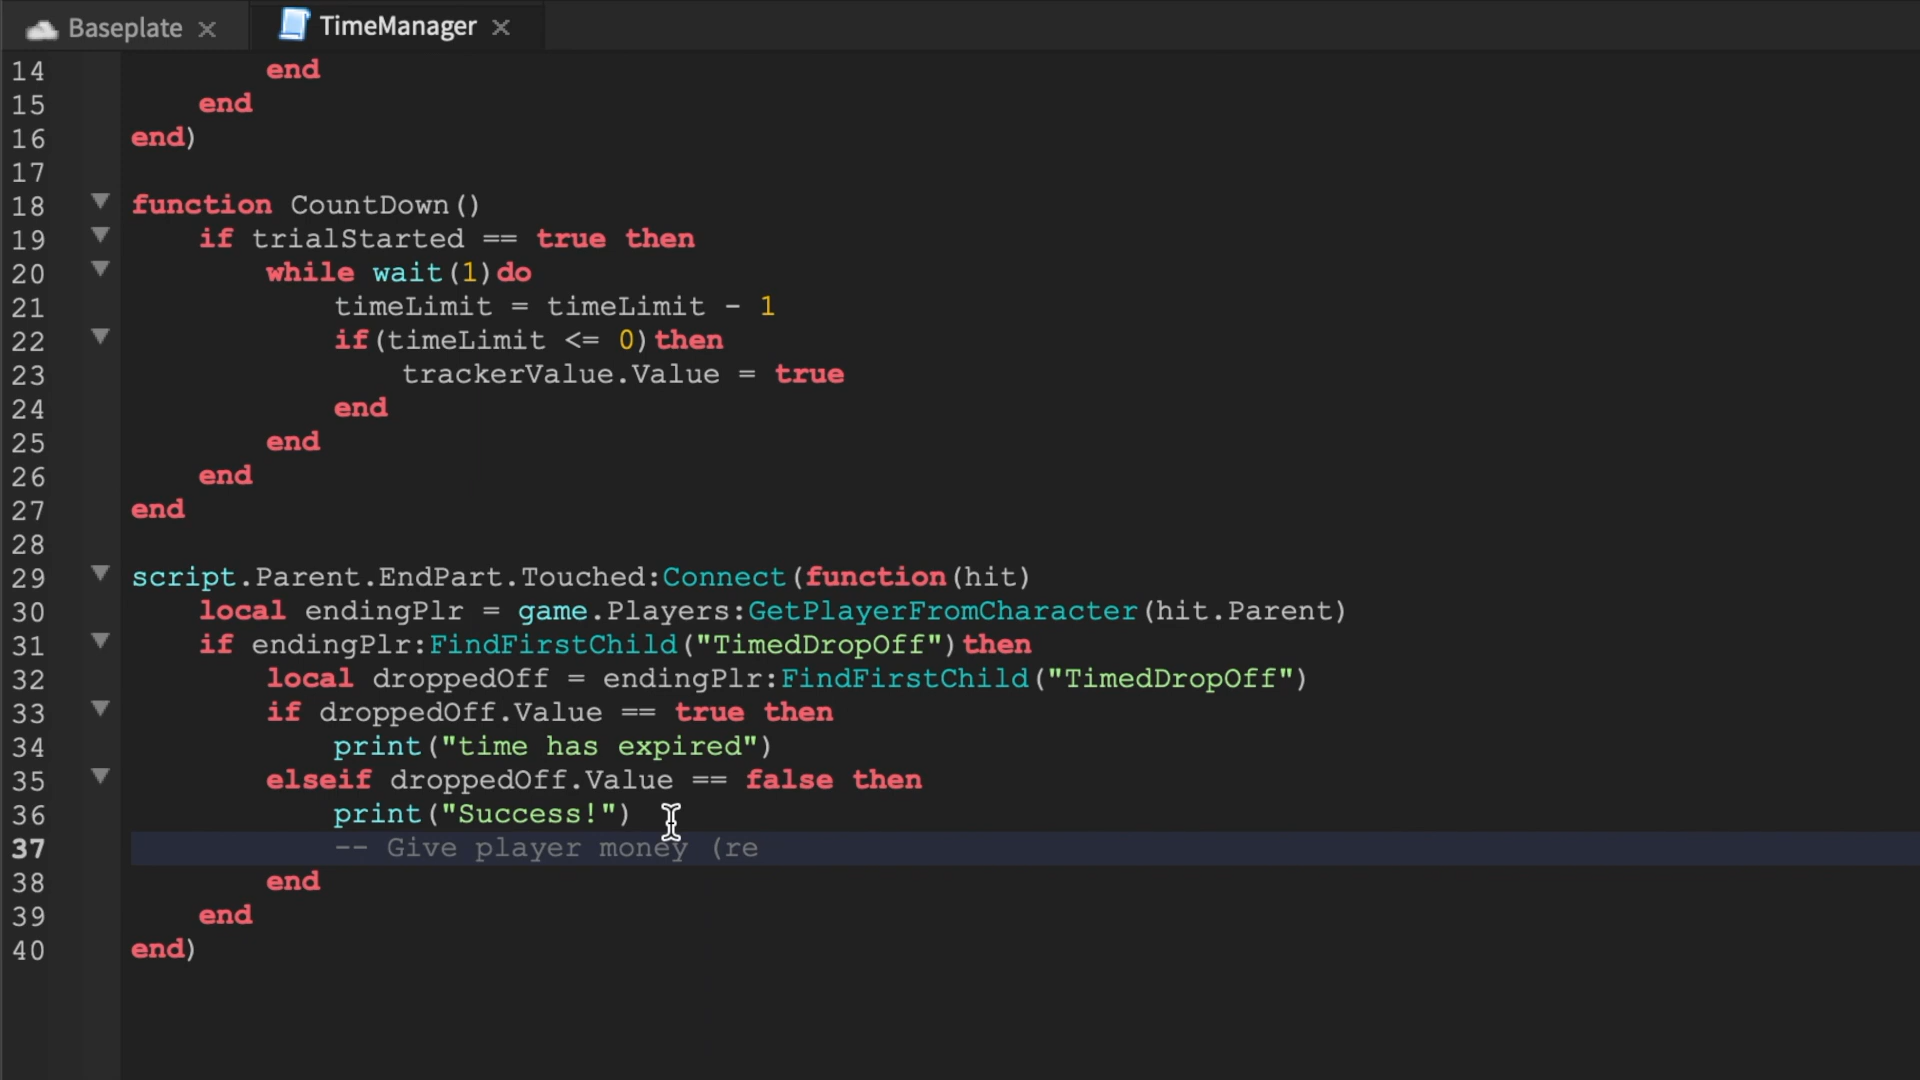 Baseplate
TimeManager
14 end
15 end
16 end)
17
18 function CountDown()
19 if trialStarted == true then
20 while wait(1)do
21 timeLimit = timeLimit - 1
22 if(timeLimit <= 0)then
23 trackerValue.Value = true
24 end
25 end
26 end
27 end
28
29 script.Parent.EndPart.Touched:Connect(function(hit)
30 local endingPlr = game.Players:GetPlayerFromCharacter(hit.Parent)
31 if endingPlr:FindFirstChild("TimedDropOff")then
32 local droppedOff = endingPlr:FindFirstChild("TimedDropOff")
33 if droppedOff.Value == true then
34 print("time has expired")
35 elseif droppedOff.Value == false then
36 print("Success!")
37 -- Give player money (re
38 end
39 end
40 end)